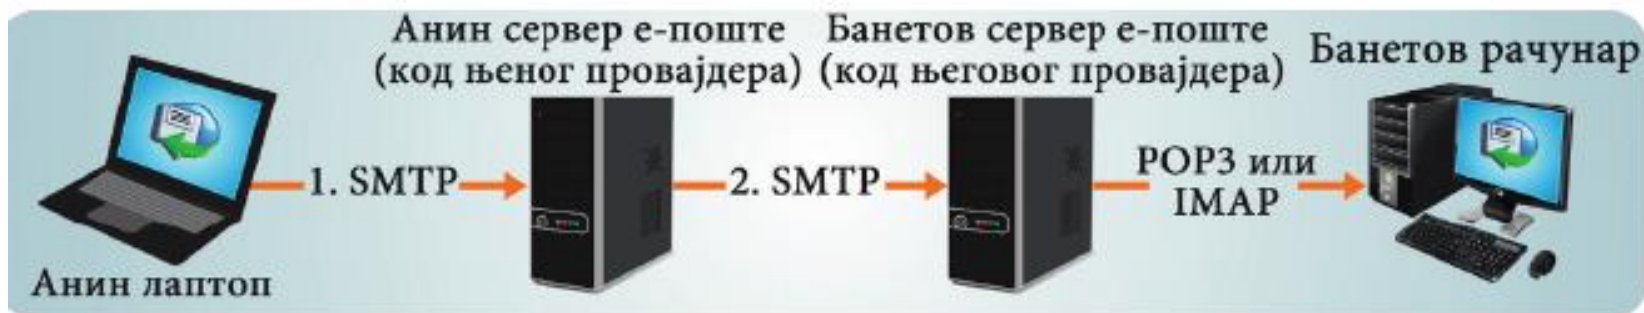 Анин сервер е-поште
(код њеног провајдера)
Банетов сервер е-поште
(код његовог провајдера)
Банетов рачунар
1. SMTP
2. SMTP
POP3 или
IMAP
Анин лаптоп